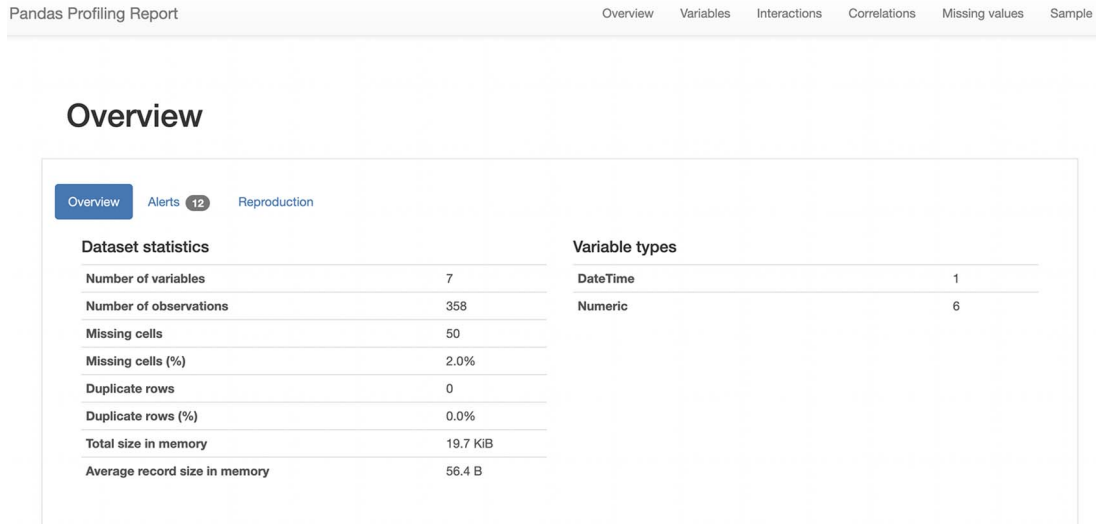 Pandas Profiling Report Overview Variables Interactions Correlations Missing values Sample
Overview
Overview Alerts 12 Reproduction
Dataset statistics
Number of variables 7
Number of observations 358
Missing cells 50
Missing cells (%) 2.0%
Duplicate rows 0
Duplicate rows (%) 0.0%
Total size in memory 19.7 KiB
Average record size in memory 56.4 B
Variable types
DateTime 1
Numeric 6